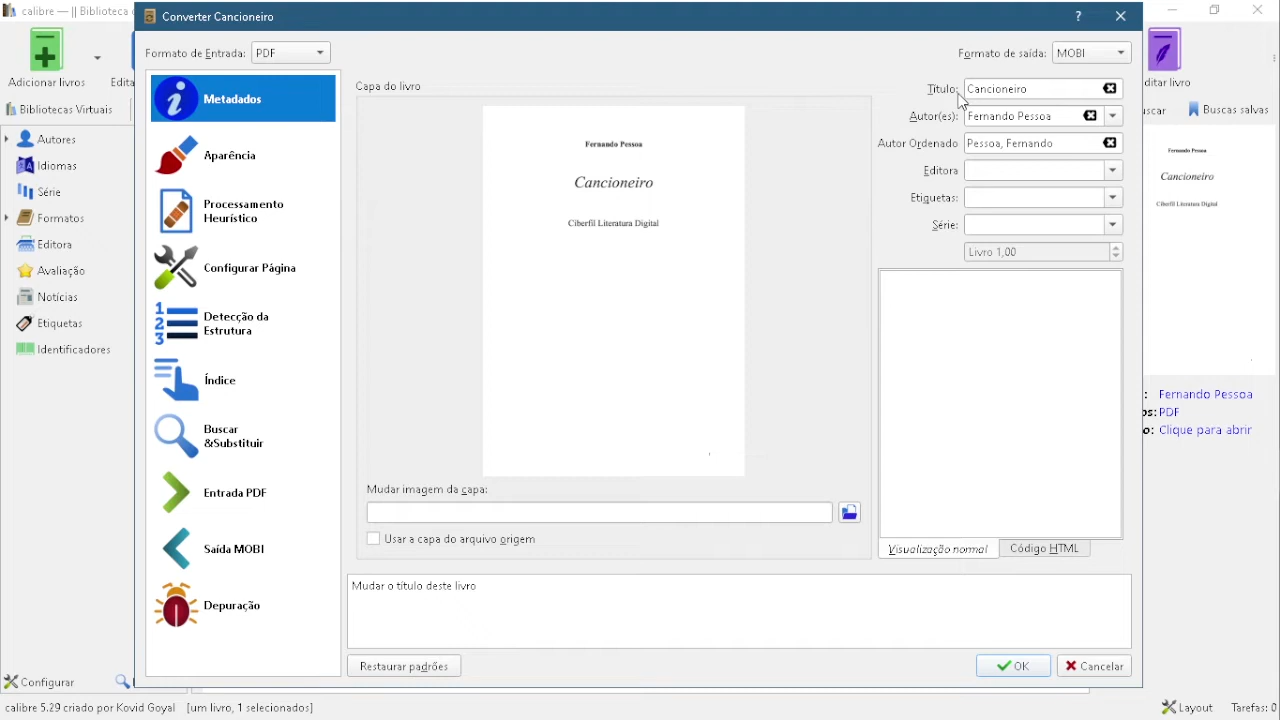 calibre — || Biblioteca
Converter Cancioneiro
?
Adicionar livros
Edita
Formato de Entrada: PDF
Formato de saída: MOBI
ditar livro
Bibliotecas Virtuais
Buscas salvas
Autores
Idiomas
Série
Formatos
Editora
Avaliação
Notícias
Etiquetas
Identificadores
Metadados
Aparência
Processamento
Heurístico
Configurar Página
1
2
3
Detecção da
Estrutura
Índice
Buscar
&Substituir
Entrada PDF
Saída MOBI
Depuração
Capa do livro
Fernando Pessoa
Cancioneiro
Ciberfil Literatura Digital
Mudar imagem da capa:
Usar a capa do arquivo origem
Título: Cancioneiro
Autor(es): Fernando Pessoa
Autor Ordenado Pessoa, Fernando
Editora
Etiquetas:
Série:
Livro 1,00
Visualização normal
Código HTML
Mudar o título deste livro
Restaurar padrões
OK
Cancelar
Fernando Pessoa
Cancioneiro
Ciberfil Literatura Digital
: Fernando Pessoa
os: PDF
o: Clique para abrir
Configurar
calibre 5.29 criado por Kovid Goyal [um livro, 1 selecionados]
Layout
Tarefas: 0